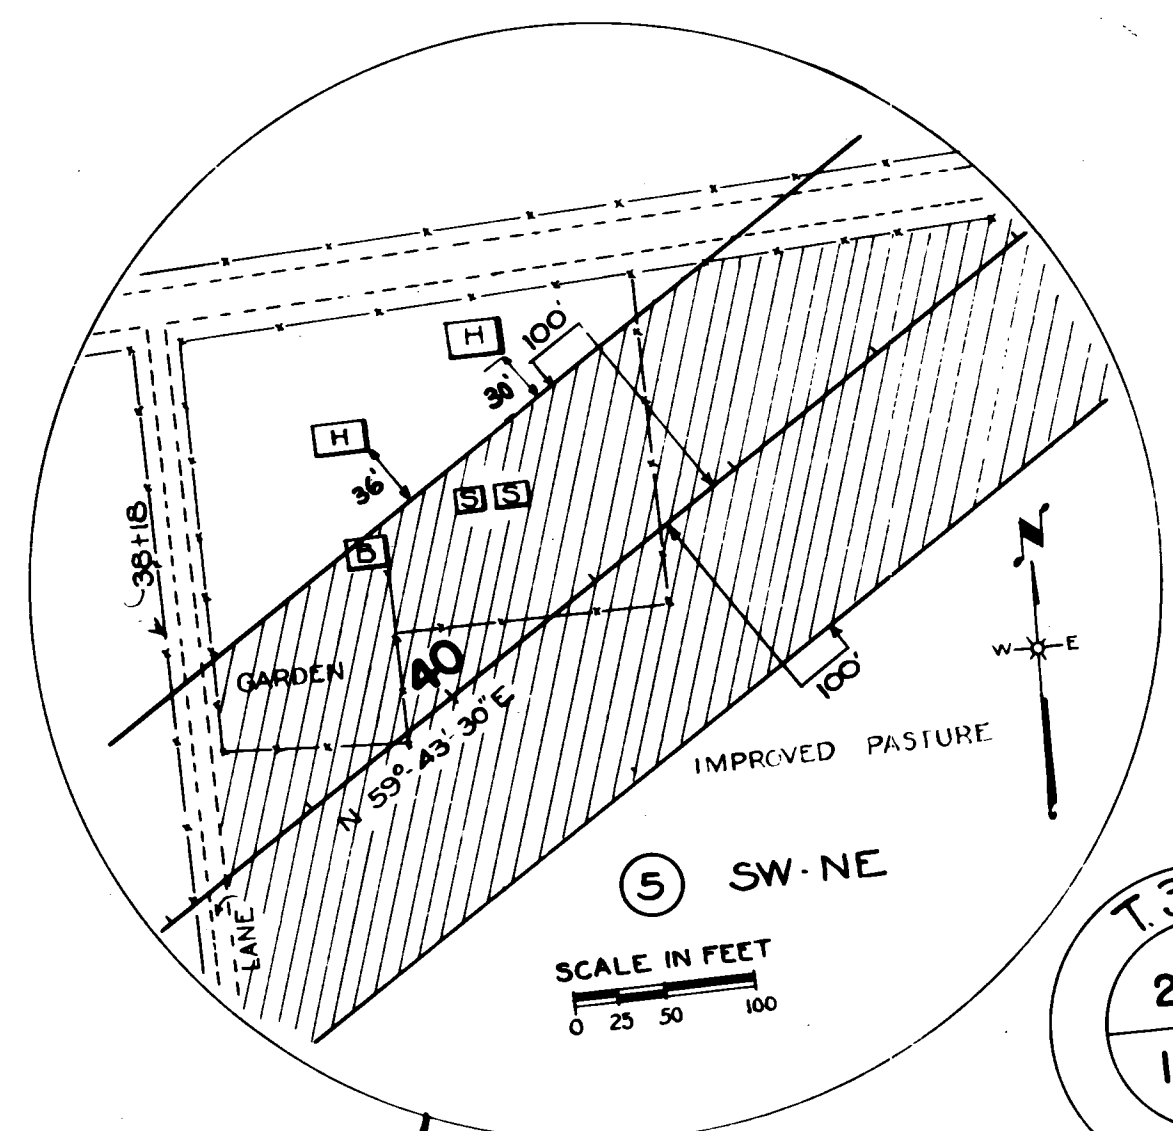 100'
H
30'
H
36'
S S
38+18
B
GARDEN
40
N 59°-43'-30" E
100'
N
W E
IMPROVED PASTURE
5 SW·NE
LANE
SCALE IN FEET
0 25 50 100
T. 3
2
1